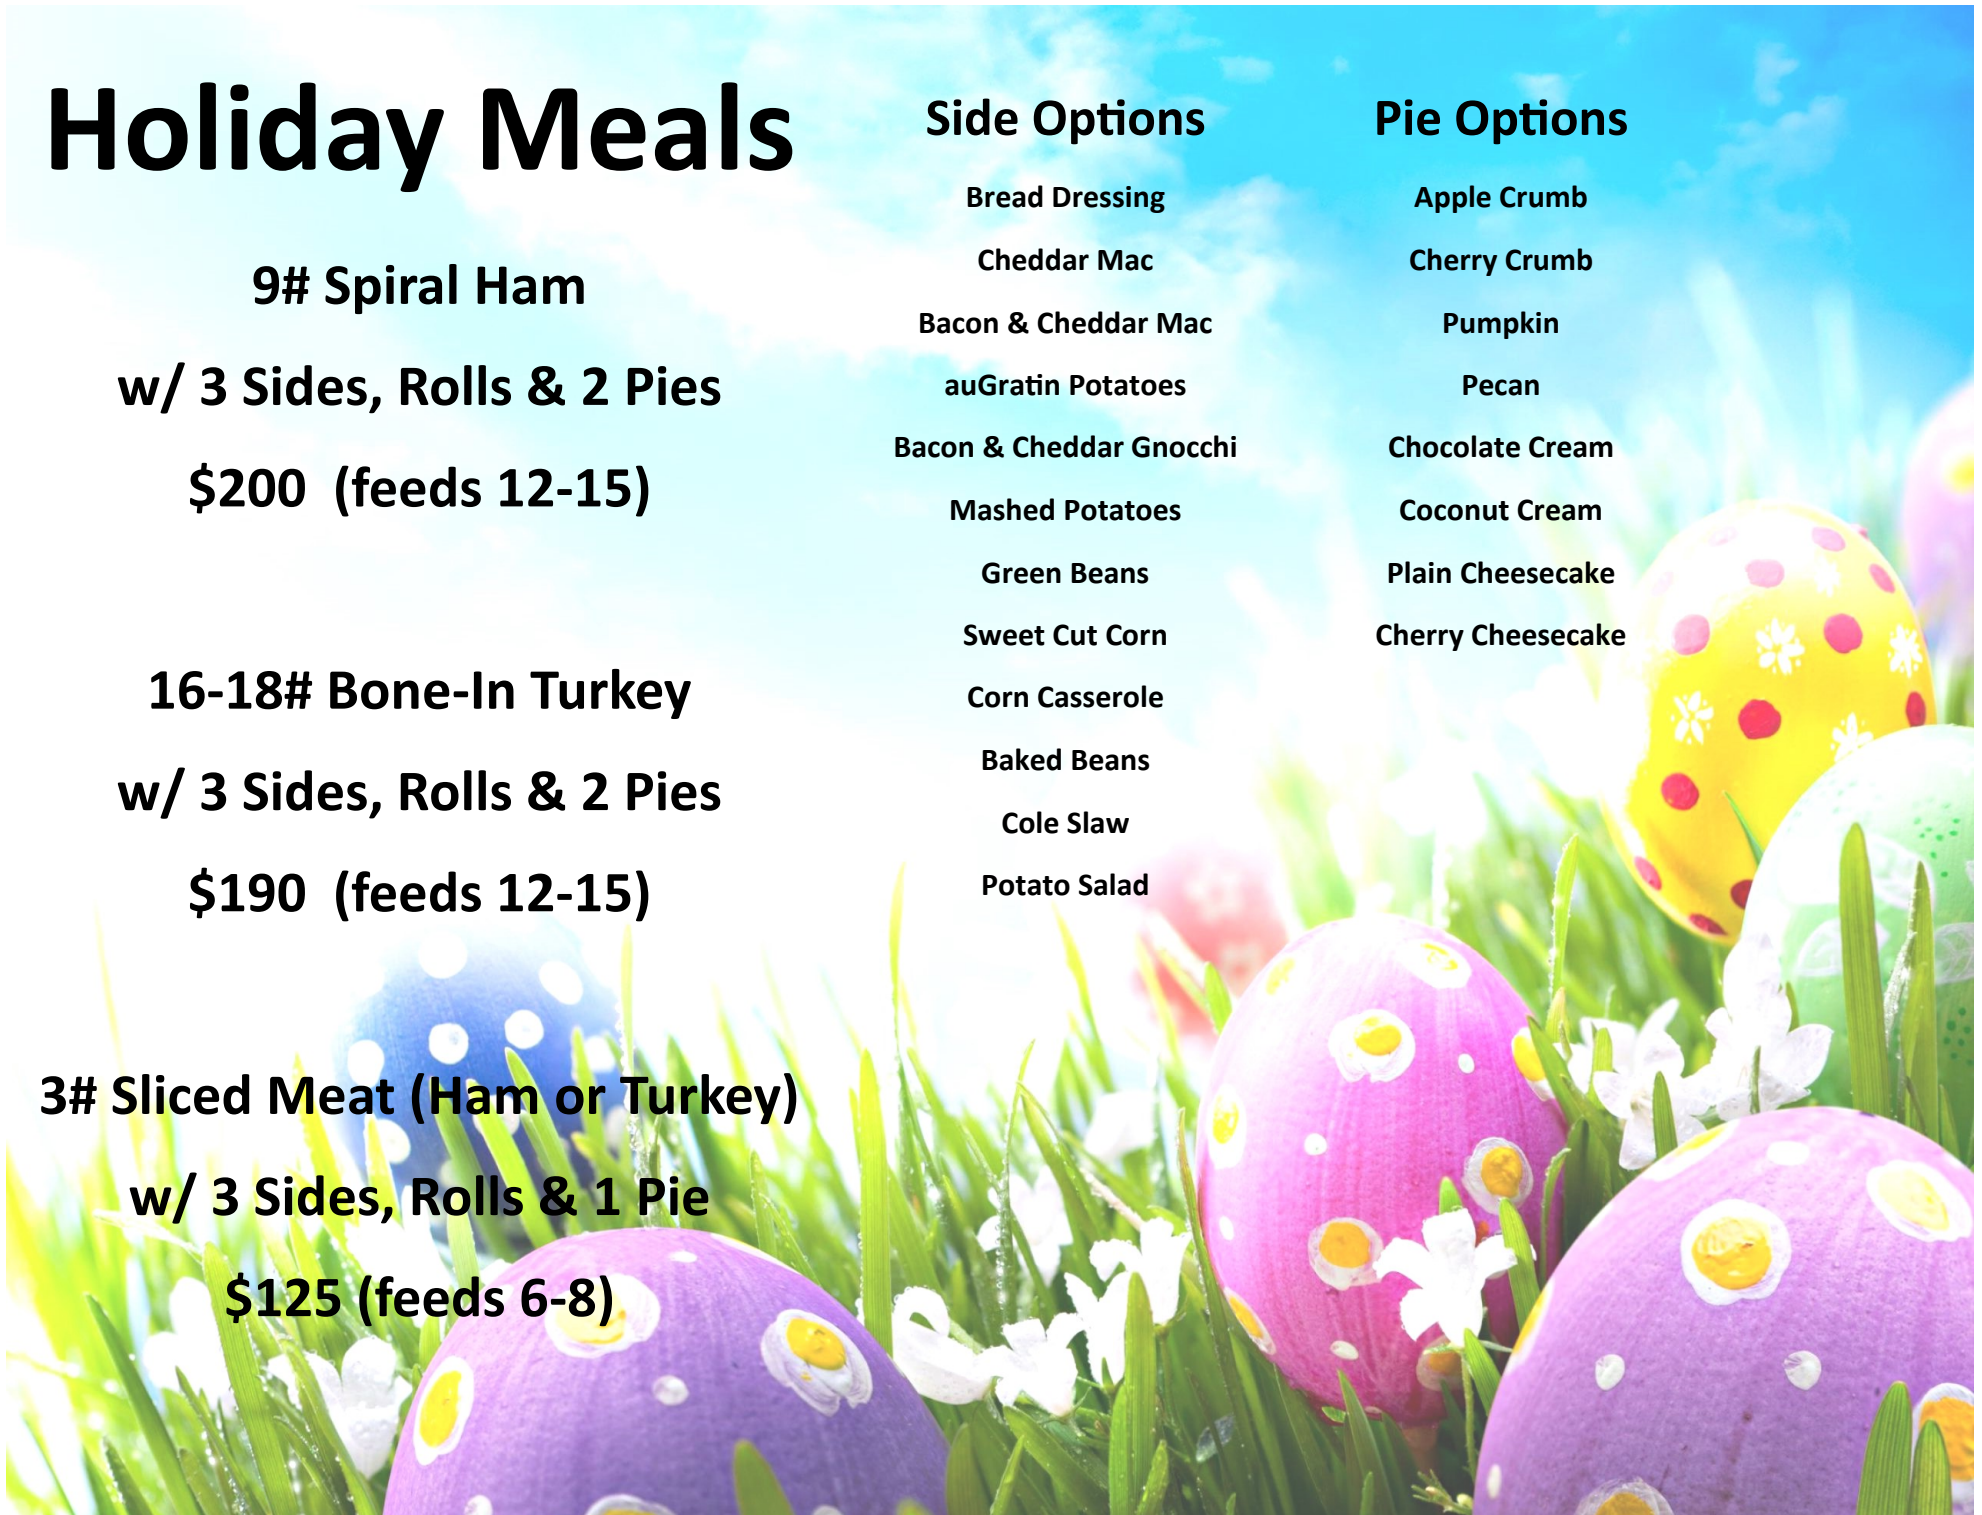 Holiday Meals
9# Spiral Ham
w/ 3 Sides, Rolls & 2 Pies
$200  (feeds 12-15)
16-18# Bone-In Turkey
w/ 3 Sides, Rolls & 2 Pies
$190  (feeds 12-15)
3# Sliced Meat (Ham or Turkey)
w/ 3 Sides, Rolls & 1 Pie
$125 (feeds 6-8)
Side Options
Bread Dressing
Cheddar Mac
Bacon & Cheddar Mac
auGratin Potatoes
Bacon & Cheddar Gnocchi
Mashed Potatoes
Green Beans
Sweet Cut Corn
Corn Casserole
Baked Beans
Cole Slaw
Potato Salad
Pie Options
Apple Crumb
Cherry Crumb
Pumpkin
Pecan
Chocolate Cream
Coconut Cream
Plain Cheesecake
Cherry Cheesecake